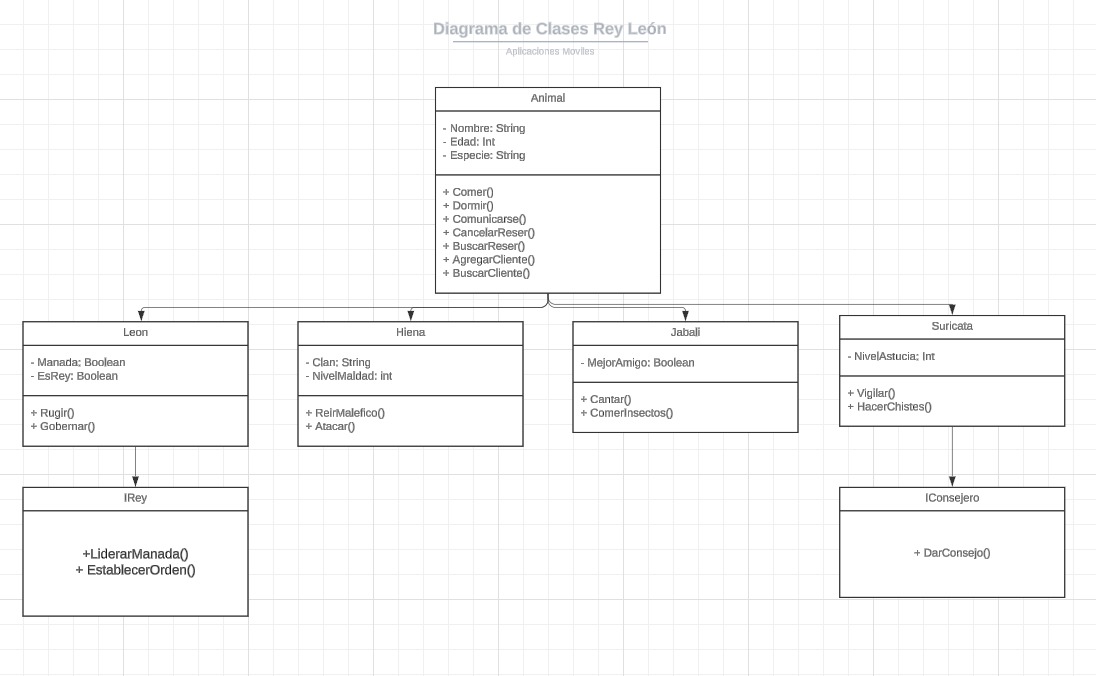 Diagrama de Clases Rey León
Aplicaciones Moviles
Animal
- Nombre: String
- Edad: Int
- Especie: String
+ Comer()
+ Dormir()
+ Comunicarse()
+ CancelarReser()
+ BuscarReser()
+ AgregarCliente()
+ BuscarCliente()
Leon
- Manada: Boolean
- EsRey: Boolean
+ Rugir()
+ Gobernar()
Hiena
- Clan: String
- NivelMaldad: int
+ ReirMalefico()
+ Atacar()
Jabali
- MejorAmigo: Boolean
+ Cantar()
+ ComerInsectos()
Suricata
- NivelAstucia: Int
+ Vigilar()
+ HacerChistes()
IRey
+LiderarManada()
+ EstablecerOrden()
IConsejero
+ DarConsejo()